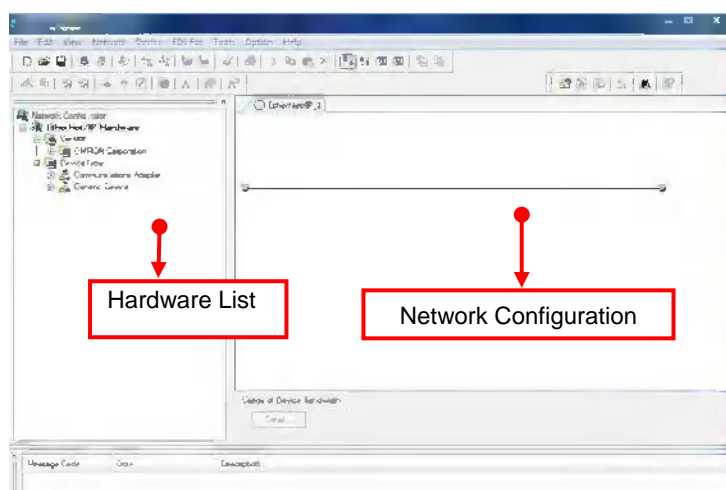 File Edit View Network Device EDS File Tools Option Help
EtherNet/IP_1
Network Configurator
EtherNet/IP Hardware
Vendor
OMRON Corporation
Device Type
Communications Adapter
Generic Device
Hardware List
Network Configuration
Usage of Device Bandwidth
Detail...
Message Code Date Description